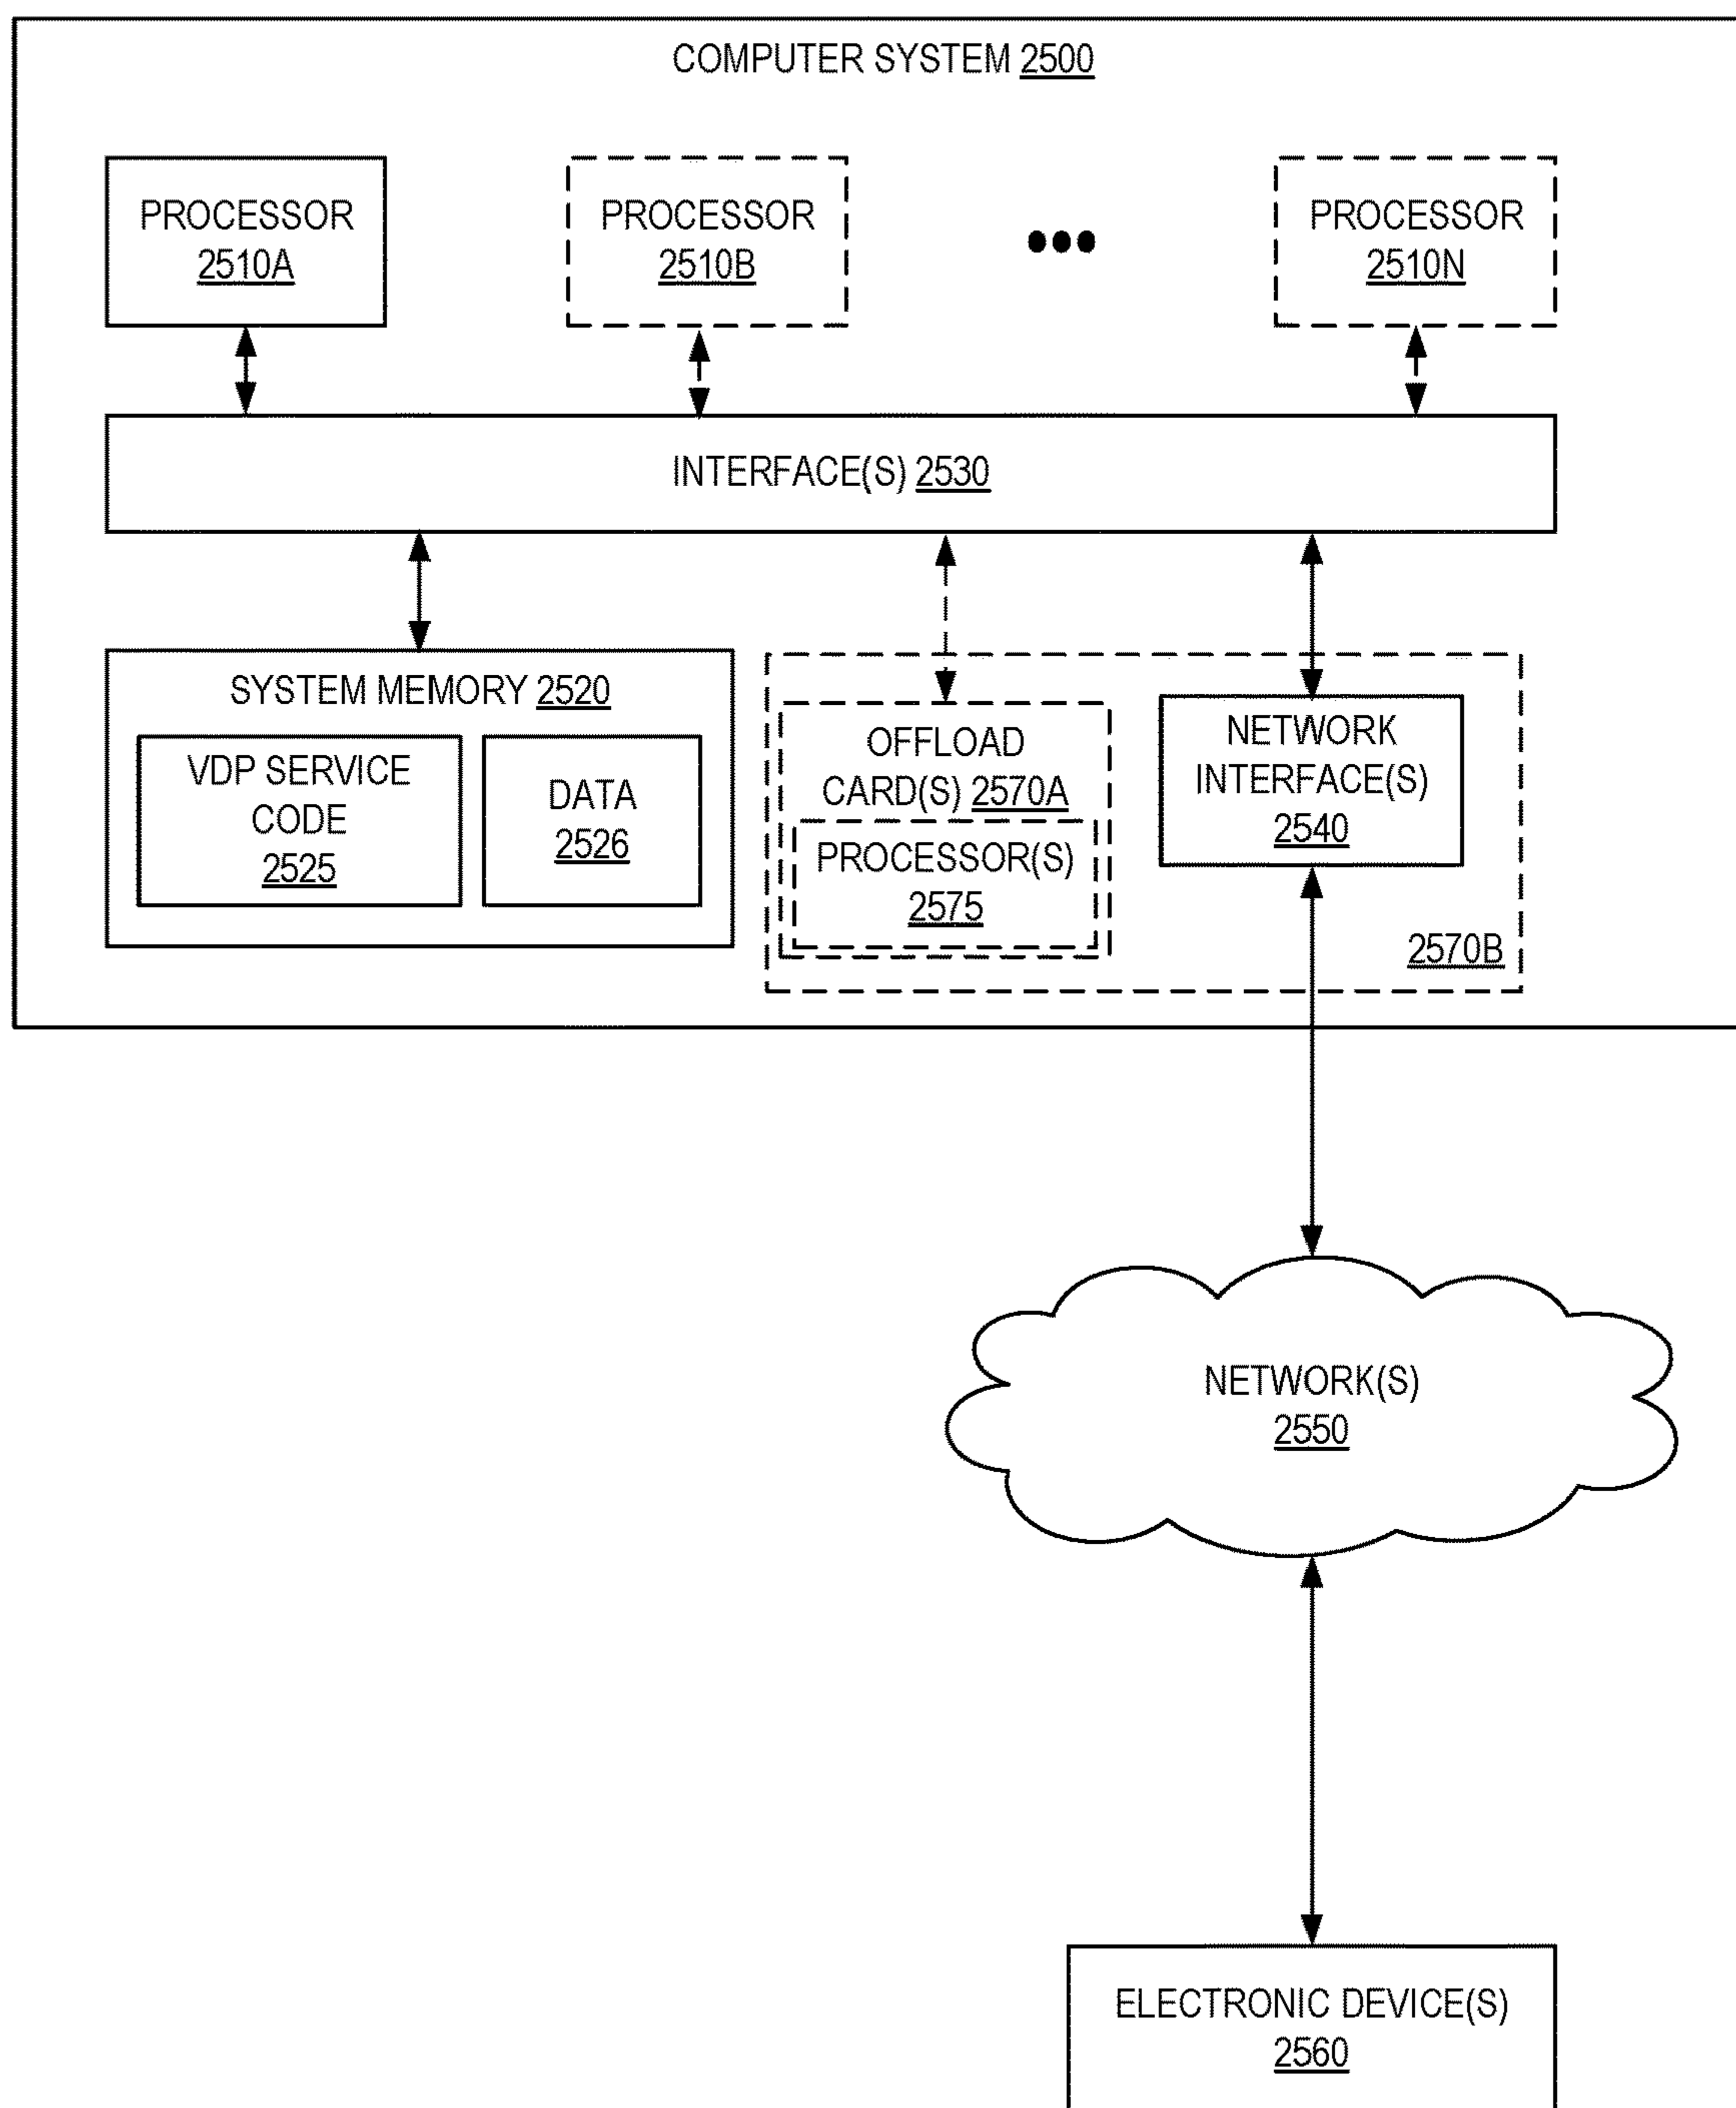 COMPUTER SYSTEM 2500
PROCESSOR
2510A
PROCESSOR
2510B
PROCESSOR
2510N
INTERFACE(S) 2530
SYSTEM MEMORY 2520
VDP SERVICE
CODE
2525
DATA
2526
OFFLOAD
CARD(S) 2570A
PROCESSOR(S)
2575
NETWORK
INTERFACE(S)
2540
2570B
NETWORK(S)
2550
ELECTRONIC DEVICE(S)
2560